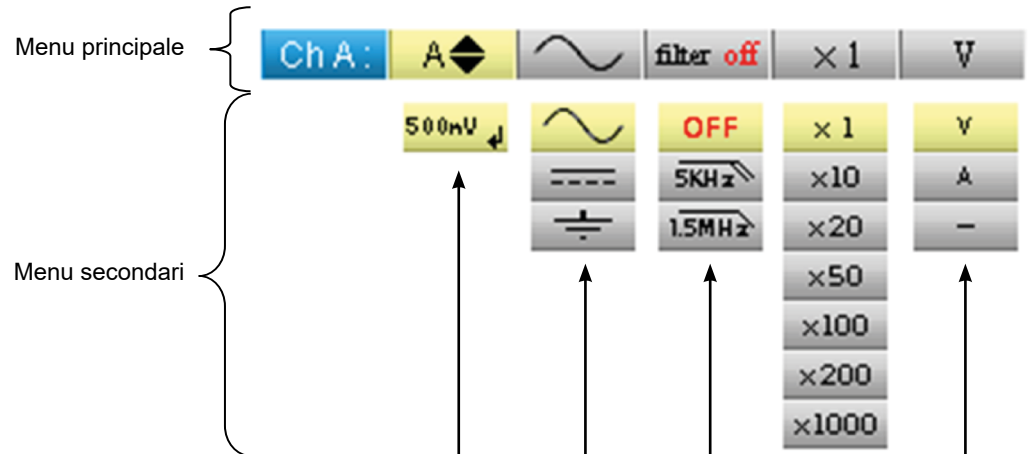 Menu principale
Ch A : A filter off × 1 V
Menu secondari
500mV OFF × 1 V
5KHz ×10 A
1.5MHz ×20 –
×50
×100
×200
×1000